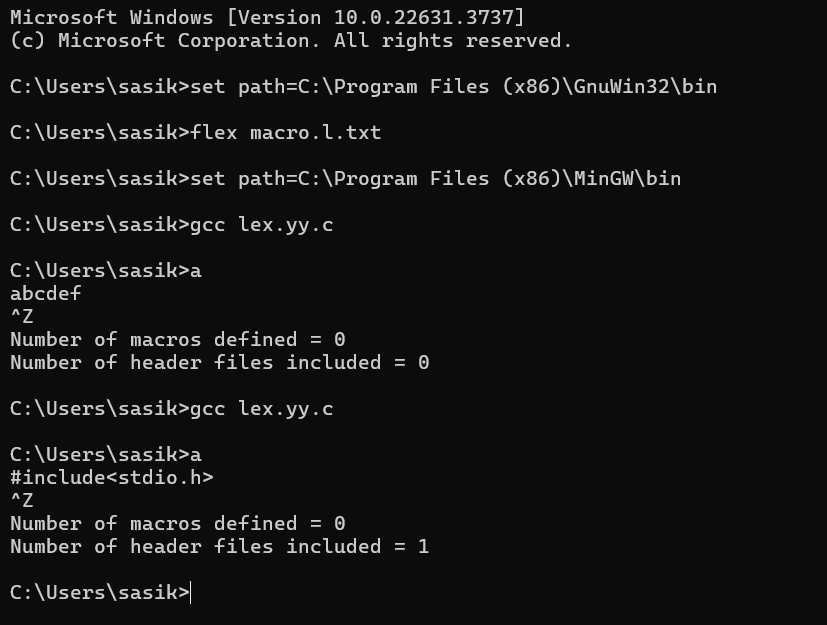 Microsoft Windows [Version 10.0.22631.3737]
(c) Microsoft Corporation. All rights reserved.
C:\Users\sasik>set path=C:\Program Files (x86)\GnuWin32\bin
C:\Users\sasik>flex macro.l.txt
C:\Users\sasik>set path=C:\Program Files (x86)\MinGW\bin
C:\Users\sasik>gcc lex.yy.c
C:\Users\sasik>a
abcdef
^Z
Number of macros defined = 0
Number of header files included = 0
C:\Users\sasik>gcc lex.yy.c
C:\Users\sasik>a
#include<stdio.h>
^Z
Number of macros defined = 0
Number of header files included = 1
C:\Users\sasik>